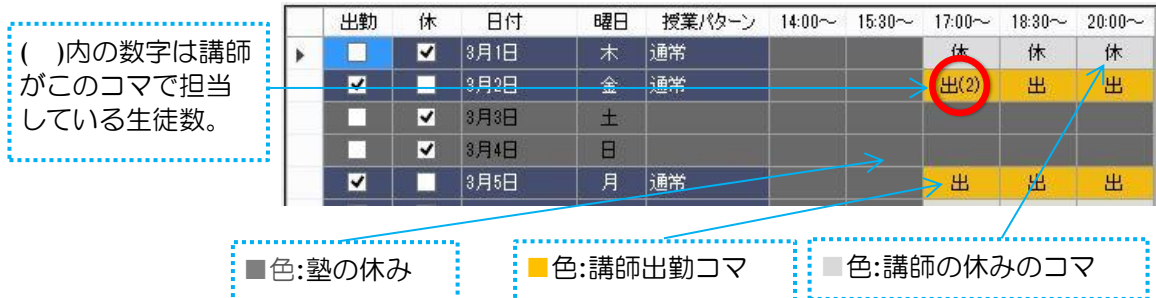 出勤 休 日付 曜日 授業パターン 14:00～ 15:30～ 17:00～ 18:30～ 20:00～
3月1日 木 通常 休 休 休
3月2日 金 通常 出(2) 出 出
3月3日 土
3月4日 日
3月5日 月 通常 出 出 出
(　)内の数字は講師
がこのコマで担当
している生徒数。
■色:塾の休み
■色:講師出勤コマ
■色:講師の休みのコマ